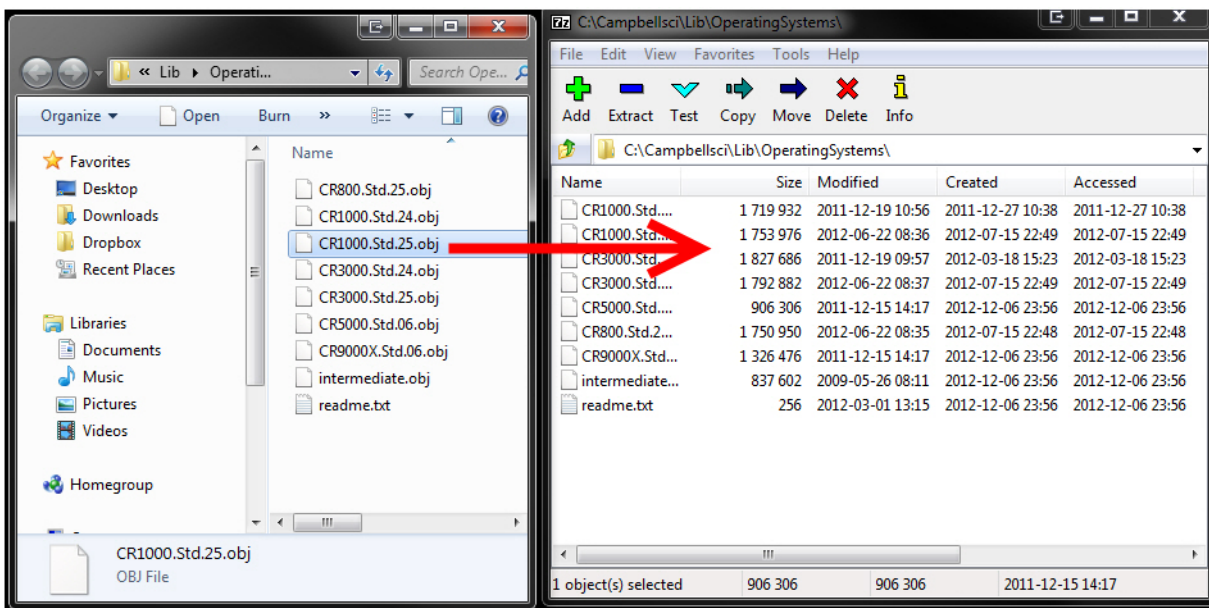 « Lib ▸ Operati...
Search Ope...
Organize
Open
Burn
»
Favorites
Desktop
Downloads
Dropbox
Recent Places
Libraries
Documents
Music
Pictures
Videos
Homegroup
Name
CR800.Std.25.obj
CR1000.Std.24.obj
CR1000.Std.25.obj
CR3000.Std.24.obj
CR3000.Std.25.obj
CR5000.Std.06.obj
CR9000X.Std.06.obj
intermediate.obj
readme.txt
CR1000.Std.25.obj
OBJ File
7z C:\Campbellsci\Lib\OperatingSystems\
File Edit View Favorites Tools Help
Add Extract Test Copy Move Delete Info
C:\Campbellsci\Lib\OperatingSystems\
Name Size Modified Created Accessed
CR1000.Std.... 1 719 932 2011-12-19 10:56 2011-12-27 10:38 2011-12-27 10:38
CR1000.Std.... 1 753 976 2012-06-22 08:36 2012-07-15 22:49 2012-07-15 22:49
CR3000.Std.... 1 827 686 2011-12-19 09:57 2012-03-18 15:23 2012-03-18 15:23
CR3000.Std.... 1 792 882 2012-06-22 08:37 2012-07-15 22:49 2012-07-15 22:49
CR5000.Std.... 906 306 2011-12-15 14:17 2012-12-06 23:56 2012-12-06 23:56
CR800.Std.2... 1 750 950 2012-06-22 08:35 2012-07-15 22:48 2012-07-15 22:48
CR9000X.Std... 1 326 476 2011-12-15 14:17 2012-12-06 23:56 2012-12-06 23:56
intermediate... 837 602 2009-05-26 08:11 2012-12-06 23:56 2012-12-06 23:56
readme.txt 256 2012-03-01 13:15 2012-12-06 23:56 2012-12-06 23:56
1 object(s) selected 906 306 906 306 2011-12-15 14:17